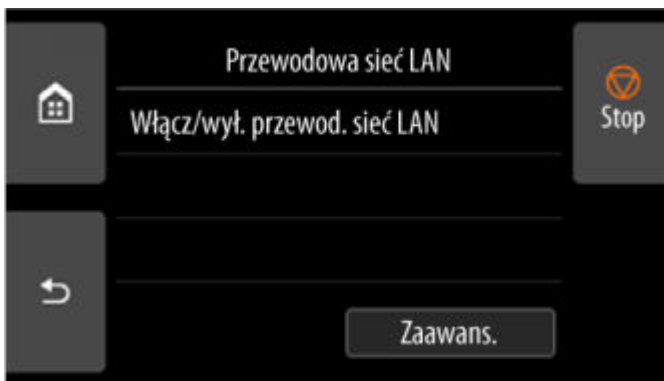 Przewodowa sieć LAN
Włącz/wył. przewod. sieć LAN
Stop
Zaawans.